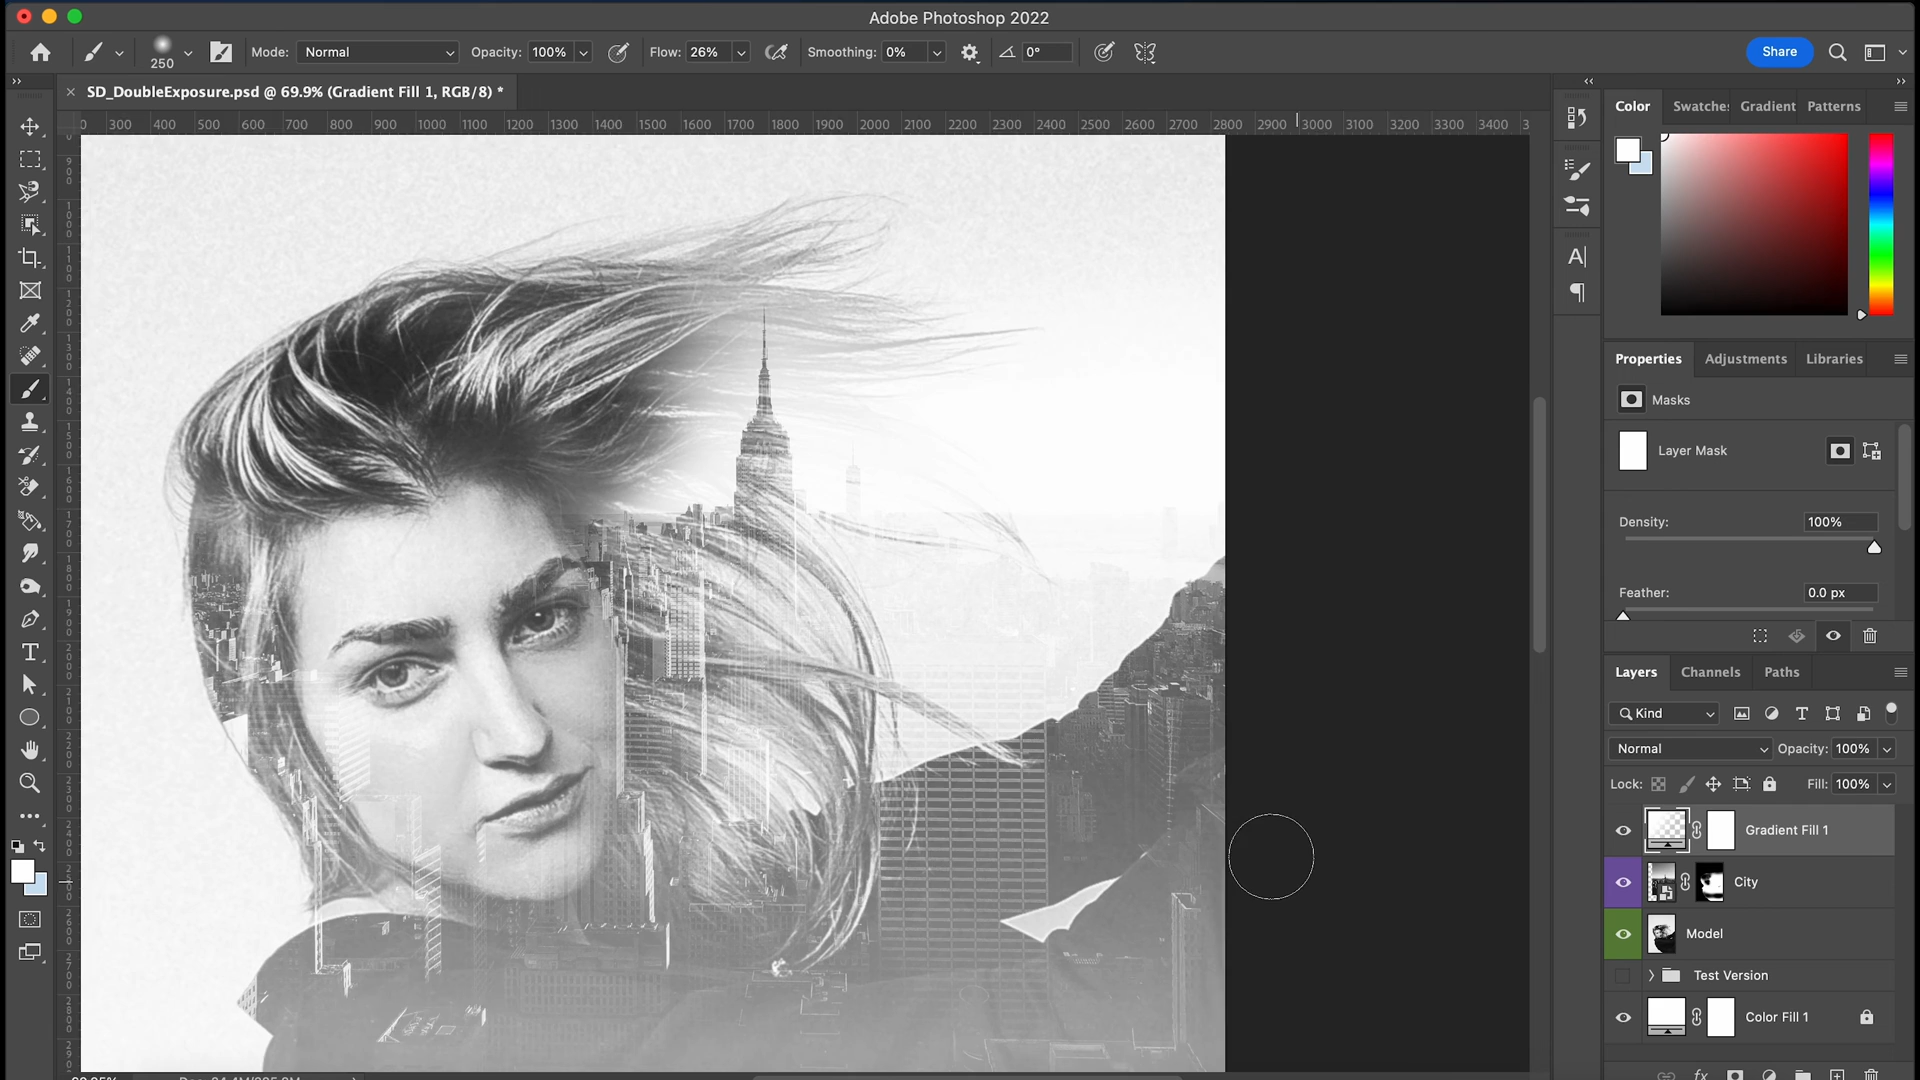 Adobe Photoshop 2022
250 Mode: Normal Opacity: 100% Flow: 26% Smoothing: 0% 0° Share
× SD_DoubleExposure.psd @ 69.9% (Gradient Fill 1, RGB/8) *
300 400 500 600 700 800 900 1000 1100 1200 1300 1400 1500 1600 1700 1800 1900 2000 2100 2200 2300 2400 2500 2600 2700 2800 2900 3000 3100 3200 3300 3400 3
Color Swatches Gradient Patterns
Properties Adjustments Libraries
Masks
Layer Mask
Density: 100%
Feather: 0.0 px
Layers Channels Paths
Kind
Normal Opacity: 100%
Lock: Fill: 100%
Gradient Fill 1
City
Model
Test Version
Color Fill 1
fx